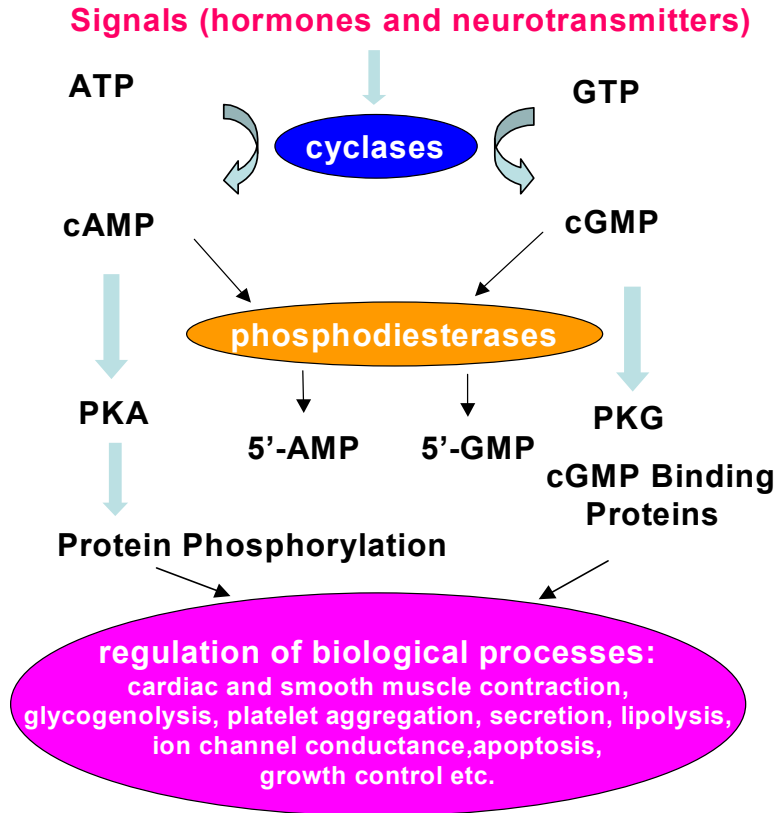 Signals (hormones and neurotransmitters)
ATP
GTP
cyclases
cAMP
cGMP
phosphodiesterases
PKA
PKG
5’-AMP
5’-GMP
cGMP Binding
Proteins
Protein Phosphorylation
regulation of biological processes:
cardiac and smooth muscle contraction,
glycogenolysis, platelet aggregation, secretion, lipolysis,
ion channel conductance,apoptosis,
growth control etc.